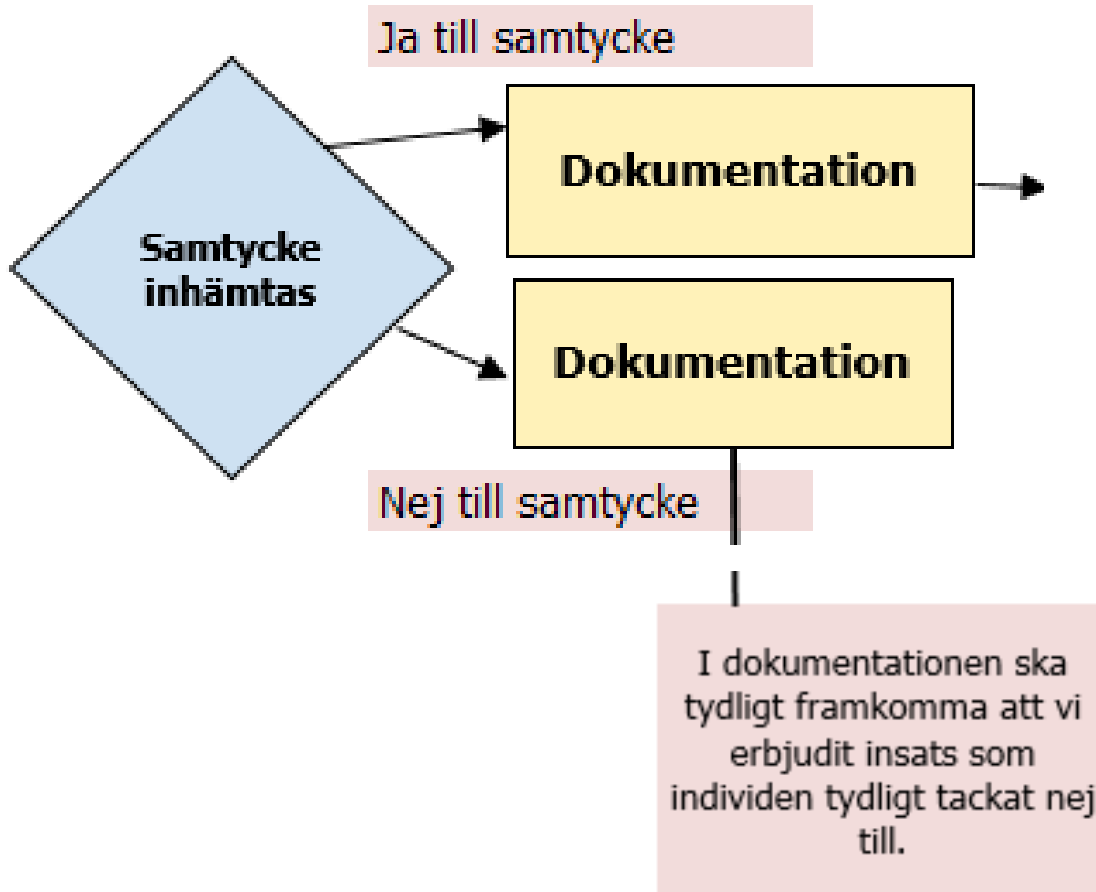 Ja till samtycke
Dokumentation
Samtycke
inhämtas
Dokumentation
Nej till samtycke
I dokumentationen ska
tydligt framkomma att vi
erbjudit insats som
individen tydligt tackat nej
till.